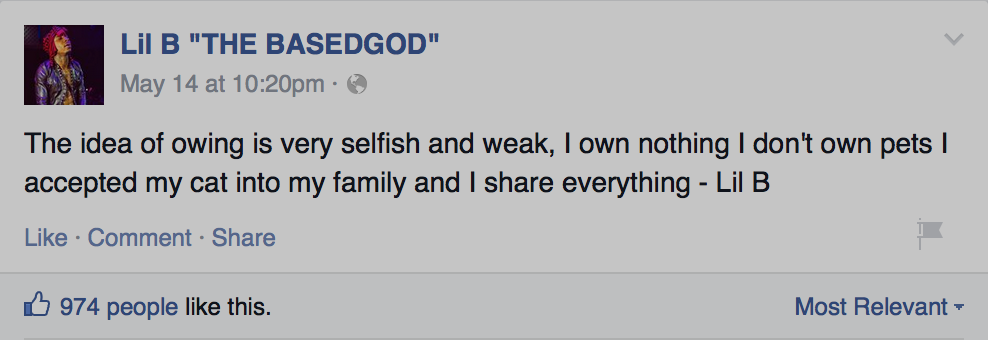 Lil B "THE BASEDGOD"
May 14 at 10:20pm ·
The idea of owing is very selfish and weak, I own nothing I don't own pets I
accepted my cat into my family and I share everything - Lil B
Like · Comment · Share
974 people like this.
Most Relevant